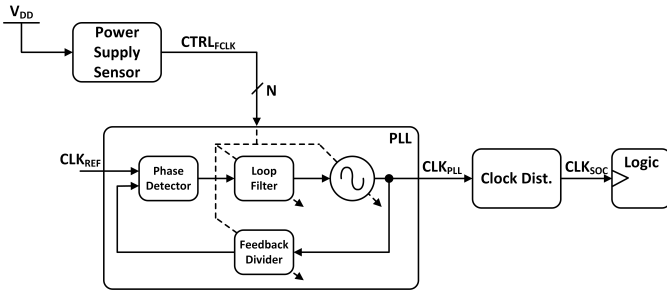 VDD
Power
Supply
Sensor
CTRLFCLK
N
PLL
CLKREF
Phase
Detector
Loop
Filter
CLKPLL
Clock Dist.
CLKSOC
Logic
Feedback
Divider